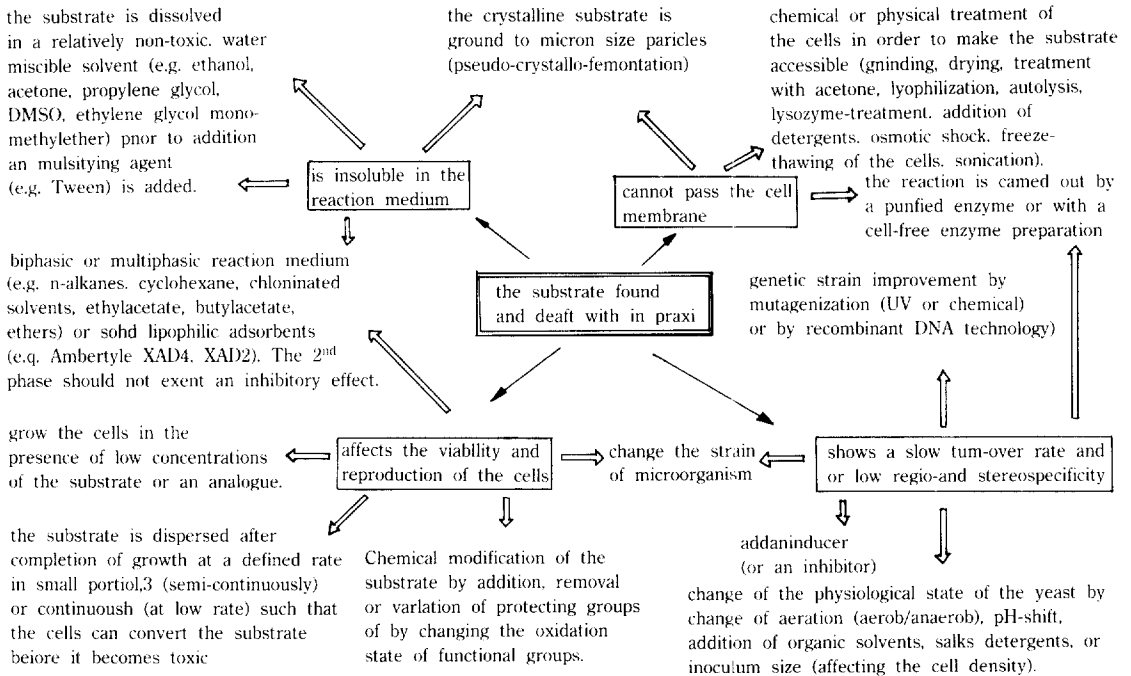 the substrate is dissolved
in a relatively non-toxic. water
miscible solvent (e.g. ethanol,
acetone, propylene glycol,
DMSO, ethylene glycol mono-
methylether) pnor to addition
an mulsitying agent
(e.g. Tween) is added.
the crystalline substrate is
ground to micron size paricles
(pseudo-crystallo-femontation)
chemical or physical treatment of
the cells in order to make the substrate
accessible (gninding, drying, treatment
with acetone, lyophilization, autolysis,
lysozyme-treatment. addition of
detergents. osmotic shock. freeze-
thawing of the cells. sonication).
is insoluble in the
reaction medium
cannot pass the cell
membrane
the reaction is camed out by
a punfied enzyme or with a
cell-free enzyme preparation
biphasic or multiphasic reaction medium
(e.g. n-alkanes. cyclohexane, chloninated
solvents, ethylacetate, butylacetate,
ethers) or sohd lipophilic adsorbents
(e.q. Ambertyle XAD4, XAD2). The 2nd
phase should not exent an inhibitory effect.
the substrate found
and deaft with in praxi
genetic strain improvement by
mutagenization (UV or chemical)
or by recombinant DNA technology)
grow the cells in the
presence of low concentrations
of the substrate or an analogue.
affects the viability and
reproduction of the cells
change the strain
of microorganism
shows a slow tum-over rate and
or low regio-and stereospecificity
the substrate is dispersed after
completion of growth at a defined rate
in small portiol,3 (semi-continuously)
or continuoush (at low rate) such that
the cells can convert the substrate
beiore it becomes toxic
Chemical modification of the
substrate by addition, removal
or varlation of protecting groups
of by changing the oxidation
state of functional groups.
addaninducer
(or an inhibitor)
change of the physiological state of the yeast by
change of aeration (aerob/anaerob), pH-shift,
addition of organic solvents, salks detergents, or
inoculum size (affecting the cell density).